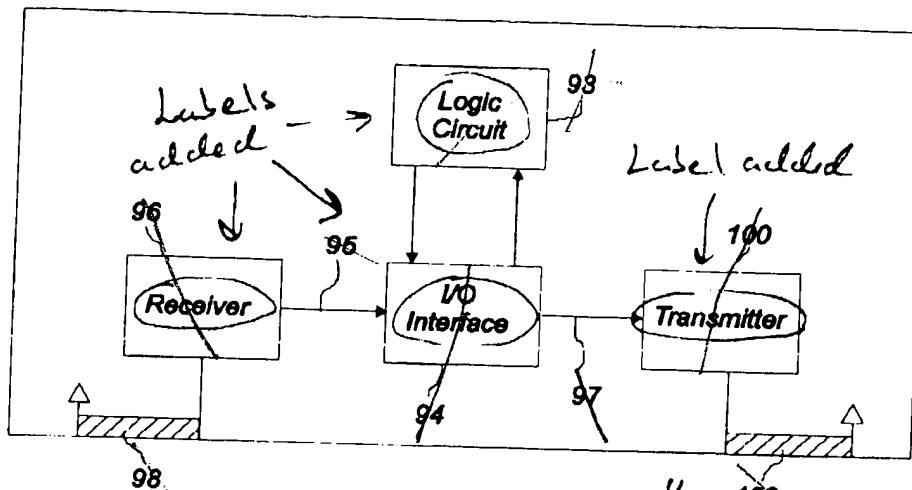 Logic
Circuit
93
Labels
added
Label added
96
95
100
Receiver
I/O
Interface
Transmitter
94
97
98